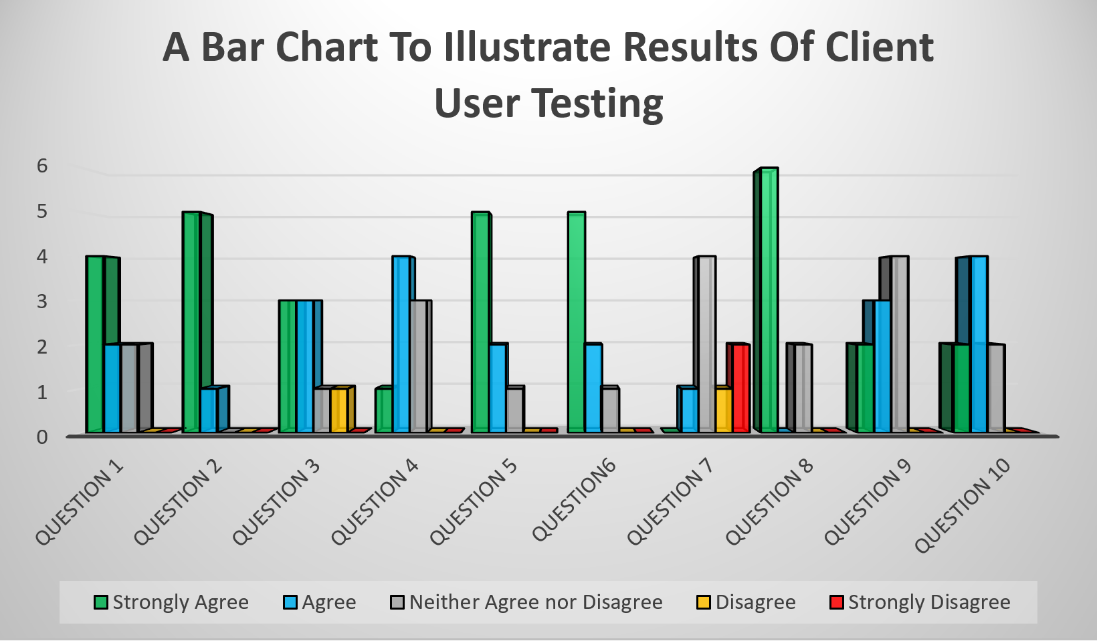 A Bar Chart To Illustrate Results Of Client
User Testing
6
5
4
3
2
1
0
QUESTION 1
QUESTION 2
QUESTION 3
QUESTION 4
QUESTION 5
QUESTION6
QUESTION 7
QUESTION 8
QUESTION 9
QUESTION 10
Strongly Agree Agree Neither Agree nor Disagree Disagree Strongly Disagree